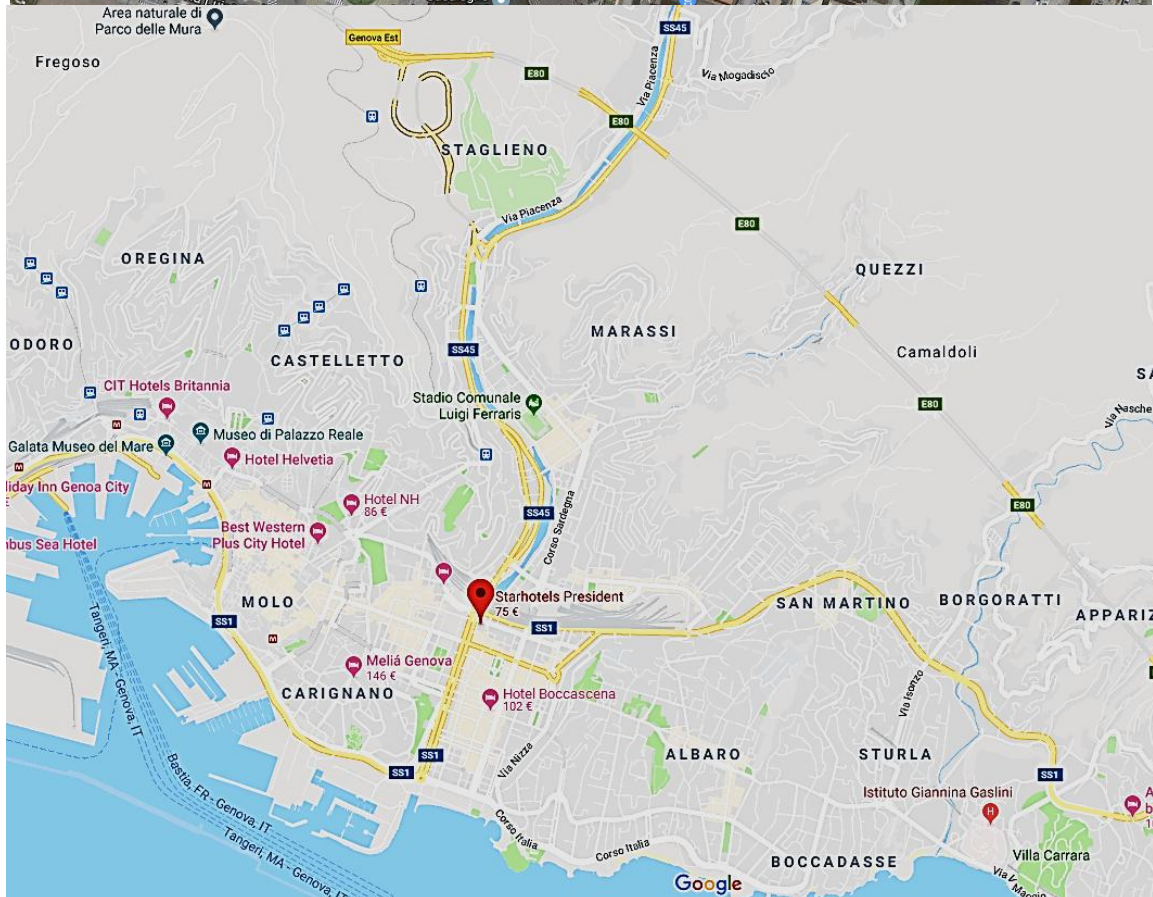 Area naturale di
Parco delle Mura
Fregoso
Genova Est
SS45
E80
Via Piacenza
Via Mogadiscio
E80
STAGLIENO
Via Piacenza
E80
OREGINA
QUEZZI
MARASSI
ODORO
CASTELLETTO
SS45
Camaldoli
CIT Hotels Britannia
Stadio Comunale
Luigi Ferraris
E80
Via Nasche
Museo di Palazzo Reale
Galata Museo del Mare
Hotel Helvetia
liday Inn Genoa City
Hotel NH
86 €
E80
Best Western
Plus City Hotel
SS45
Corso Sardegna
nbus Sea Hotel
Starhotels President
75 €
MOLO
SAN MARTINO
BORGORATTI
APPARIZ
SS1
SS1
Tangeri, MA - Genova, IT
Meliá Genova
146 €
CARIGNANO
Hotel Boccascena
102 €
Via Isonzo
SS1
SS1
Via Nizza
ALBARO
STURLA
SS1
Bastia, FR - Genova, IT
Istituto Giannina Gaslini
H
Tangeri, MA - Genova, IT
Corso Italia
Corso Italia
BOCCADASSE
Villa Carrara
Google